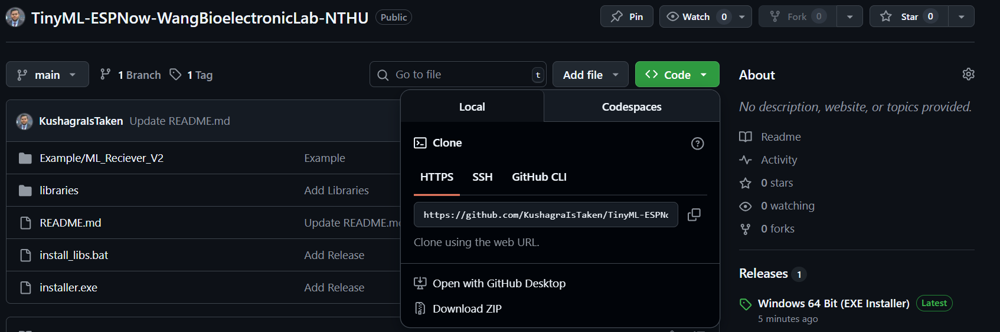 TinyML-ESPNow-WangBioelectronicLab-NTHU Public
Pin
Watch 0
Fork 0
Star 0
main
1 Branch
1 Tag
Go to file t
Add file
Code
KushagraIsTaken Update README.md
Example/ML_Reciever_V2 Example
libraries Add Libraries
README.md Update README.m
install_libs.bat Add Release
installer.exe Add Release
Local Codespaces
Clone
HTTPS SSH GitHub CLI
https://github.com/KushagraIsTaken/TinyML-ESPNo
Clone using the web URL.
Open with GitHub Desktop
Download ZIP
About
No description, website, or topics provided.
Readme
Activity
0 stars
0 watching
0 forks
Releases 1
Windows 64 Bit (EXE Installer) Latest
5 minutes ago